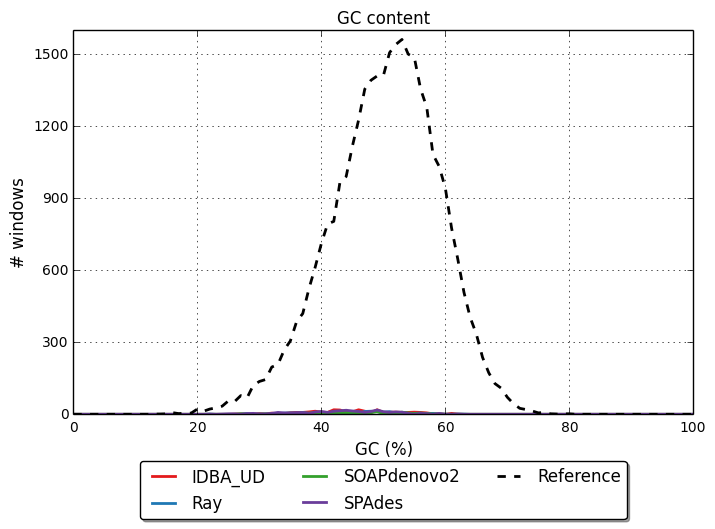 GC content
1500
1200
900
600
300
0
# windows
0 20 40 60 80 100
GC (%)
IDBA_UD SOAPdenovo2 Reference
Ray SPAdes